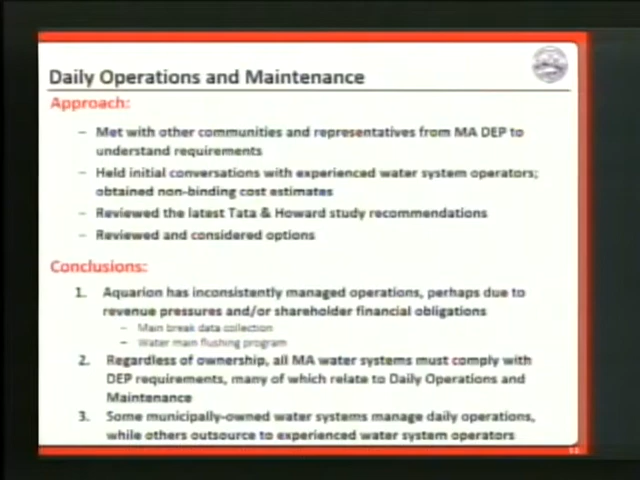 Daily Operations and Maintenance
Approach:
– Met with other communities and representatives from MA DEP to
understand requirements
– Held initial conversations with experienced water system operators;
obtained non-binding cost estimates
– Reviewed the latest Tata & Howard study recommendations
– Reviewed and considered options
Conclusions:
1. Aquarion has inconsistently managed operations, perhaps due to
revenue pressures and/or shareholder financial obligations
– Main break data collection
– Water main flushing program
2. Regardless of ownership, all MA water systems must comply with
DEP requirements, many of which relate to Daily Operations and
Maintenance
3. Some municipally-owned water systems manage daily operations,
while others outsource to experienced water system operators